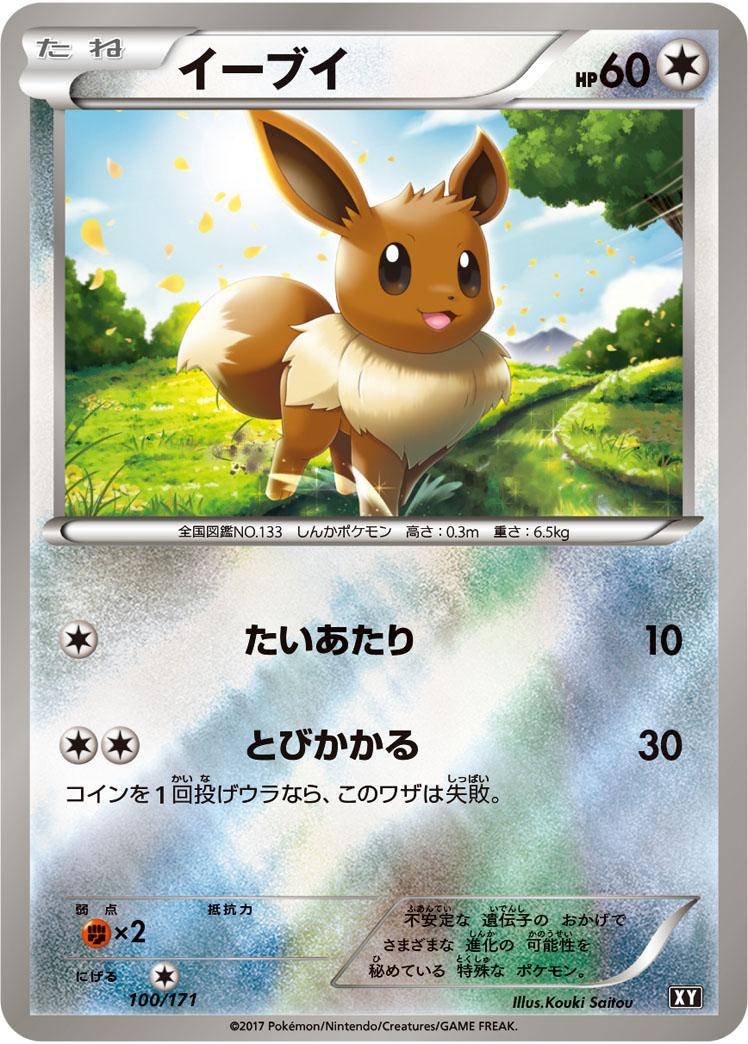 たね イーブイ HP60
全国図鑑NO.133 しんかポケモン 高さ:0.3m 重さ:6.5kg
たいあたり 10
とびかかる 30
コインを1回投げウラなら、このワザは失敗。
弱点 抵抗力
×2
にげる
100/171
不安定な 遺伝子の おかげで
さまざまな 進化の 可能性を
秘めている 特殊な ポケモン。
Illus.Kouki Saitou XY
©2017 Pokémon/Nintendo/Creatures/GAME FREAK.